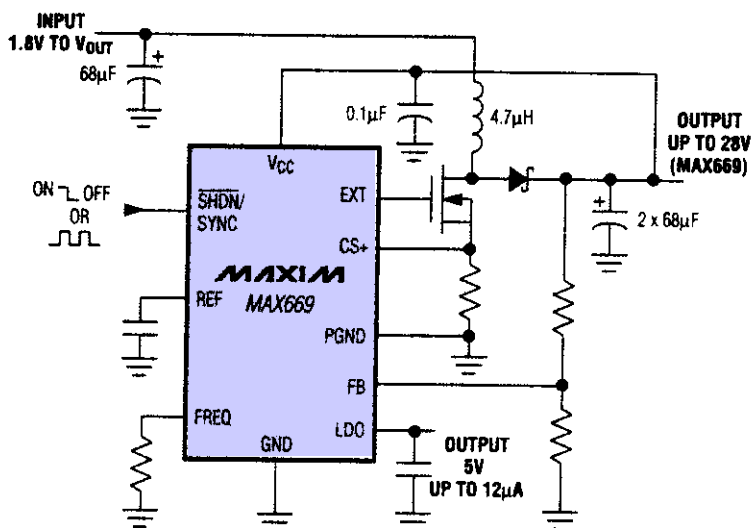 INPUT
1.8V TO VOUT
68µF
0.1µF
4.7µH
OUTPUT
UP TO 28V
(MAX669)
2 x 68µF
VCC
ON OFF
OR
SHDN/
SYNC
EXT
CS+
MAXIM
MAX669
REF
PGND
FB
FREQ
LDO
GND
OUTPUT
5V
UP TO 12µA